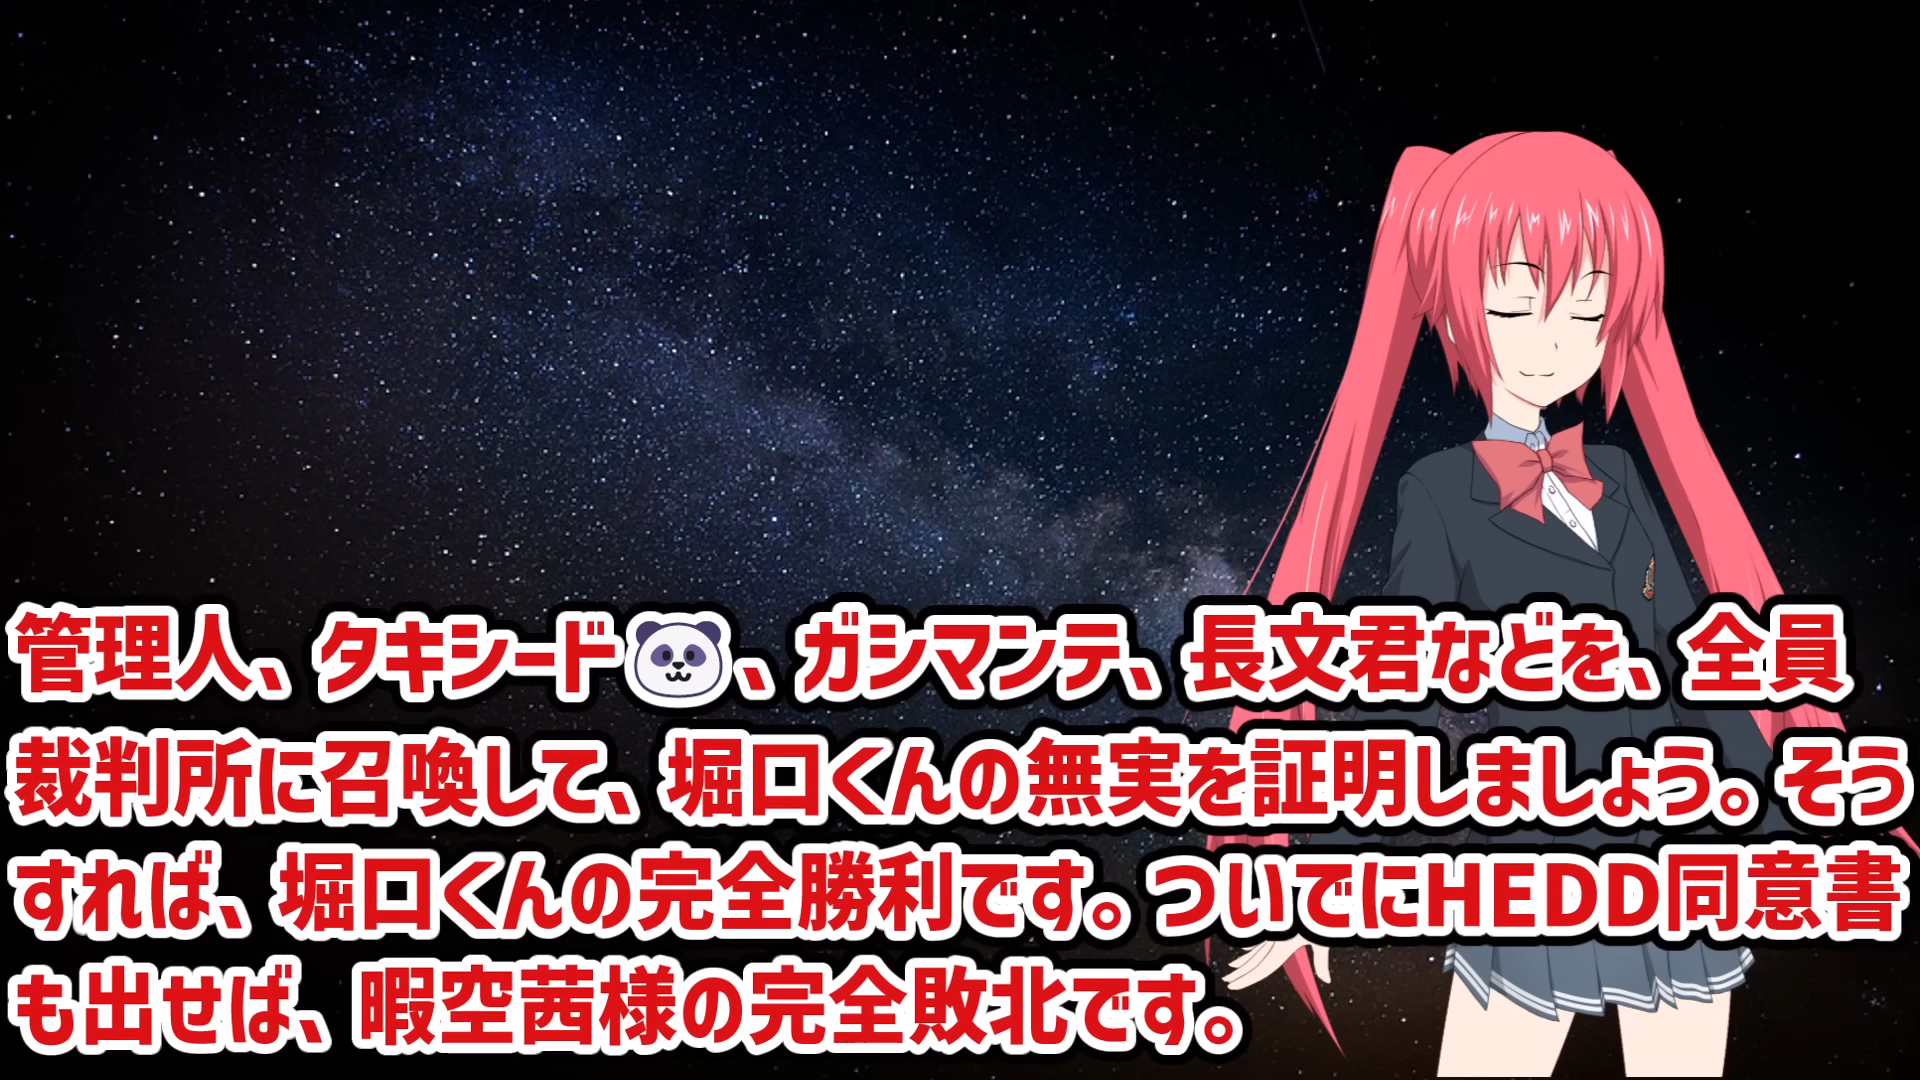 管理人、タキシード🐼、ガシマンテ、長文君などを、全員
裁判所に召喚して、堀口くんの無実を証明しましょう。そう
すれば、堀口くんの完全勝利です。ついでにHEDD同意書
も出せば、暇空茜様の完全敗北です。